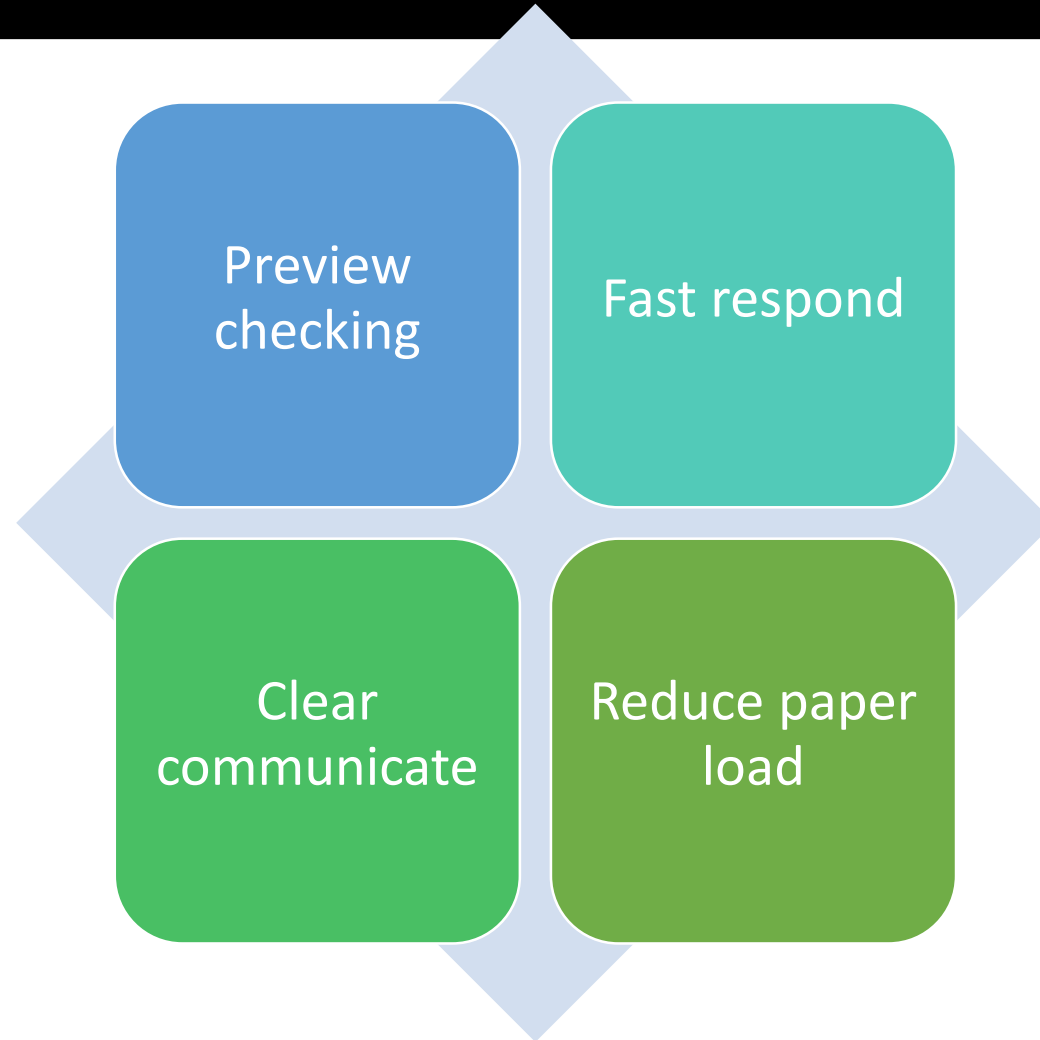 Preview
checking
Fast respond
Clear
communicate
Reduce paper
load